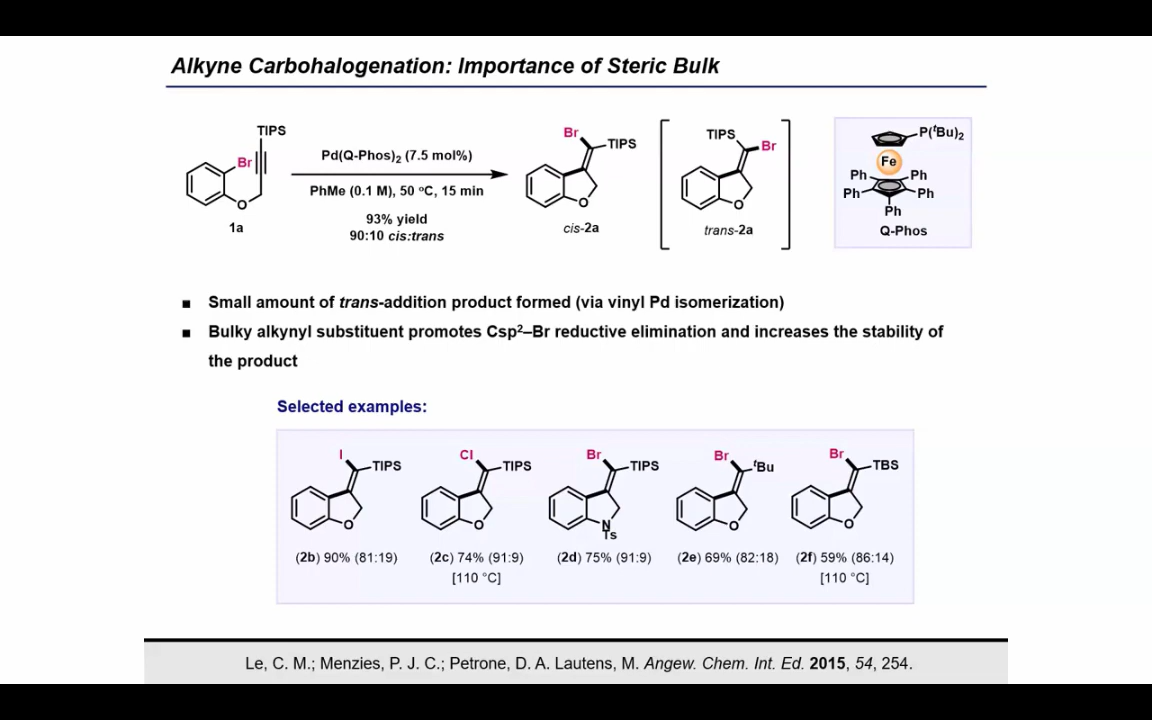 Alkyne Carbohalogenation: Importance of Steric Bulk
TIPS
Br
O
1a
Pd(Q-Phos)₂ (7.5 mol%)
PhMe (0.1 M), 50 °C, 15 min
93% yield
90:10 cis:trans
Br
TIPS
O
cis-2a
TIPS
Br
O
trans-2a
P(ᵗBu)₂
Fe
Ph
Ph
Ph
Ph
Ph
Q-Phos
■ Small amount of trans-addition product formed (via vinyl Pd isomerization)
■ Bulky alkynyl substituent promotes Csp²–Br reductive elimination and increases the stability of
the product
Selected examples:
I
TIPS
O
(2b) 90% (81:19)
Cl
TIPS
O
(2c) 74% (91:9)
[110 °C]
Br
TIPS
N
Ts
(2d) 75% (91:9)
Br
ᵗBu
O
(2e) 69% (82:18)
Br
TBS
O
(2f) 59% (86:14)
[110 °C]
Le, C. M.; Menzies, P. J. C.; Petrone, D. A. Lautens, M. Angew. Chem. Int. Ed. 2015, 54, 254.